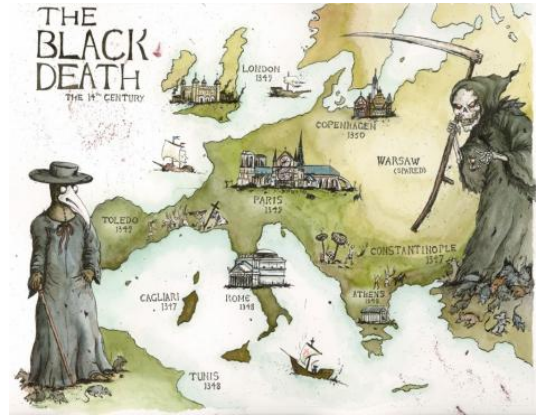 THE
BLACK
DEATH
THE 14TH CENTURY
LONDON
1349
COPENHAGEN
1350
WARSAW
(SPARED)
PARIS
1349
TOLEDO
1349
CONSTANTINOPLE
1347
CAGLIARI
1347
ROME
1348
ATHENS
1348
TUNIS
1348